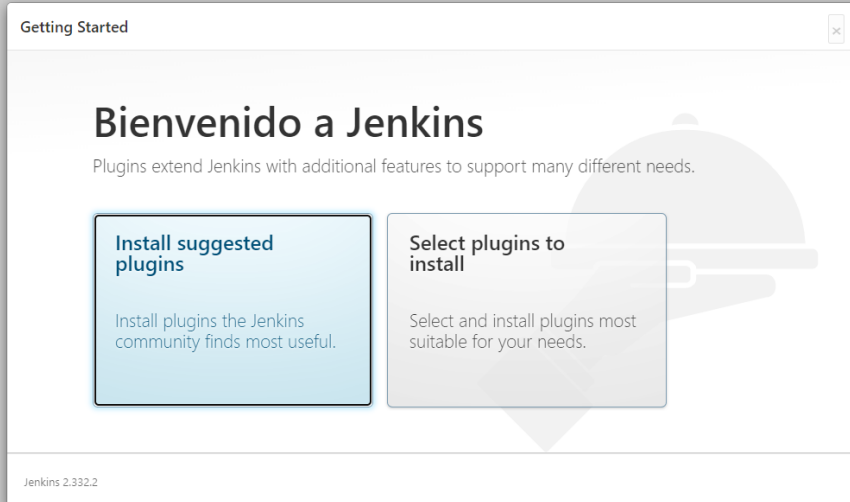 Getting Started
×
Bienvenido a Jenkins
Plugins extend Jenkins with additional features to support many different needs.
Install suggested
plugins
Install plugins the Jenkins
community finds most useful.
Select plugins to
install
Select and install plugins most
suitable for your needs.
Jenkins 2.332.2